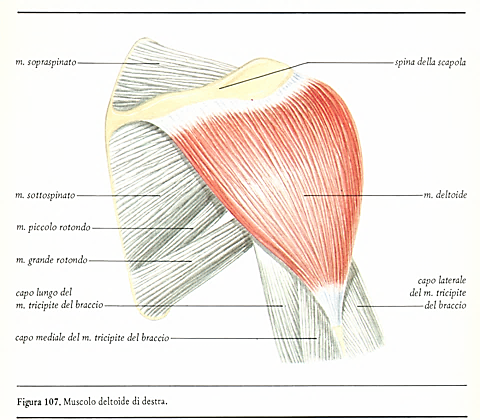 m. sopraspinato
spina della scapola
m. sottospinato
m. deltoide
m. piccolo rotondo
m. grande rotondo
capo lungo del
m. tricipite del braccio
capo laterale
del m. tricipite
del braccio
capo mediale del m. tricipite del braccio
Figura 107. Muscolo deltoide di destra.